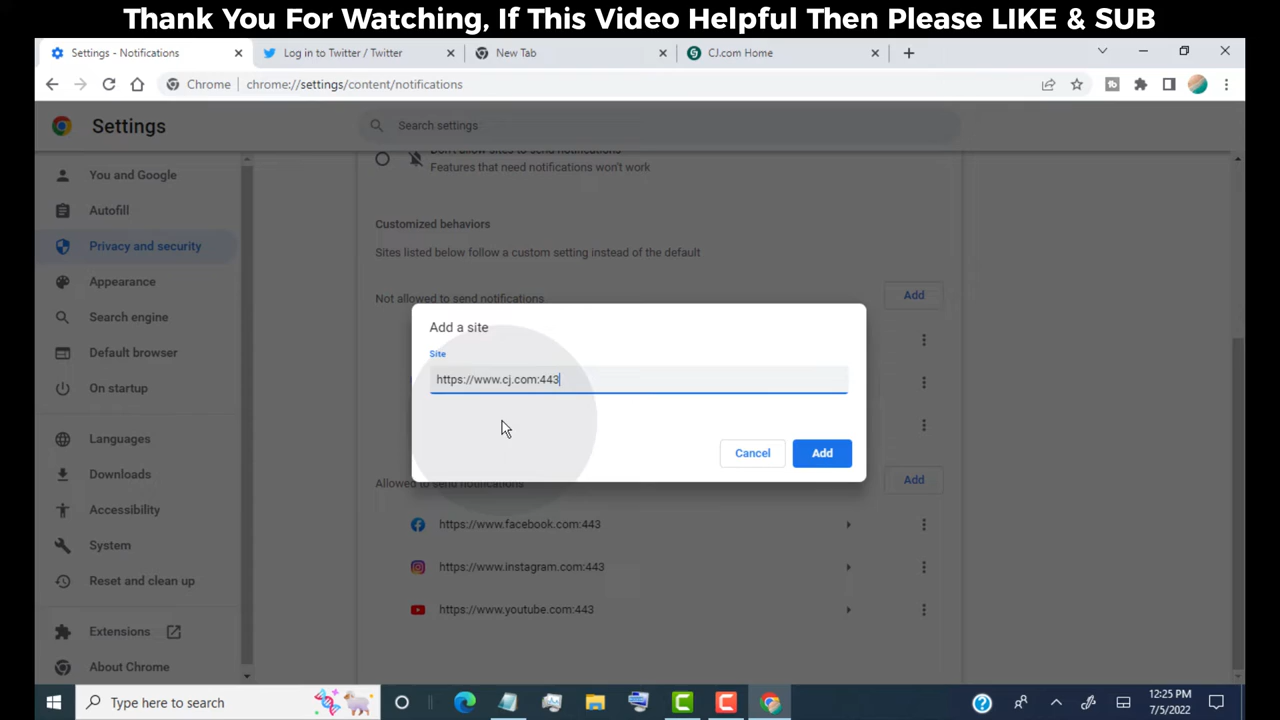 Thank You For Watching, If This Video Helpful Then Please LIKE & SUB
Settings - Notifications
Log in to Twitter / Twitter
New Tab
CJ.com Home
Chrome
chrome://settings/content/notifications
Settings
Search settings
You and Google
Autofill
Privacy and security
Appearance
Search engine
Default browser
On startup
Languages
Downloads
Accessibility
System
Reset and clean up
Extensions
About Chrome
Don't allow sites to send notifications
Features that need notifications won't work
Customized behaviors
Sites listed below follow a custom setting instead of the default
Not allowed to send notifications
Add
Add a site
Site
https://www.cj.com:443
Cancel
Add
Allowed to send notifications
Add
https://www.facebook.com:443
https://www.instagram.com:443
https://www.youtube.com:443
Type here to search
12:25 PM
7/5/2022